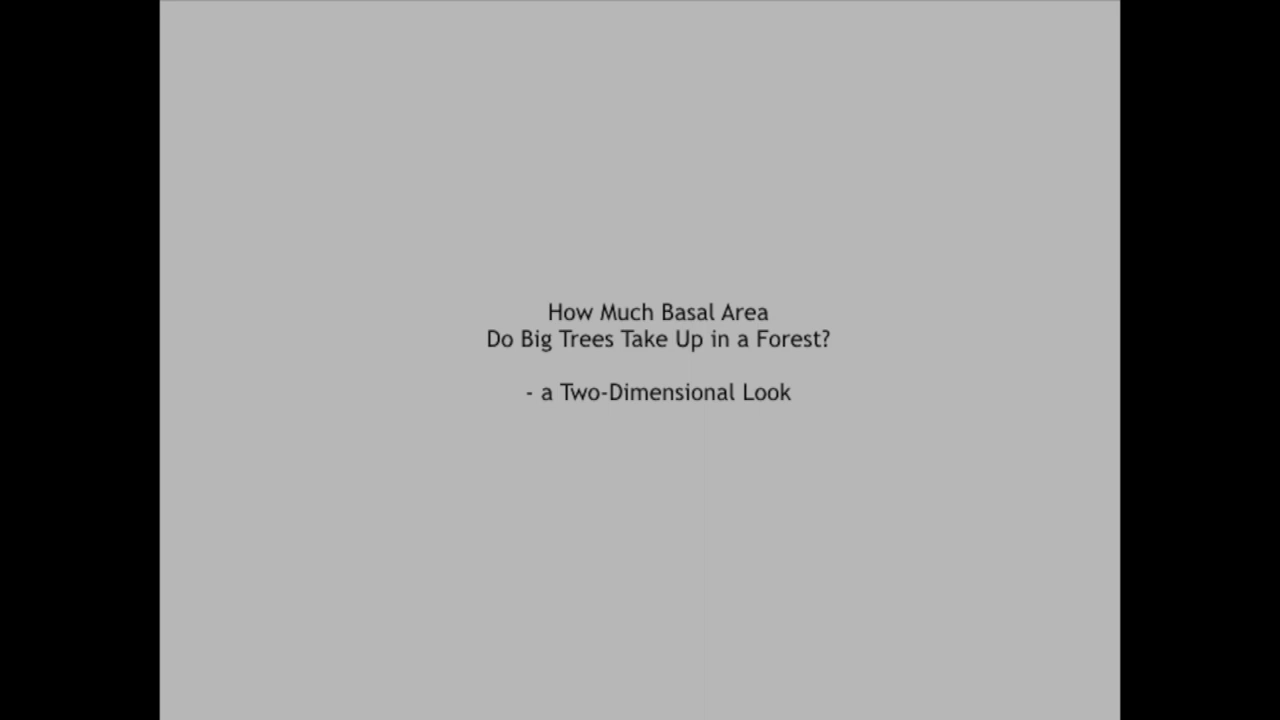 How Much Basal Area
Do Big Trees Take Up in a Forest?
- a Two-Dimensional Look